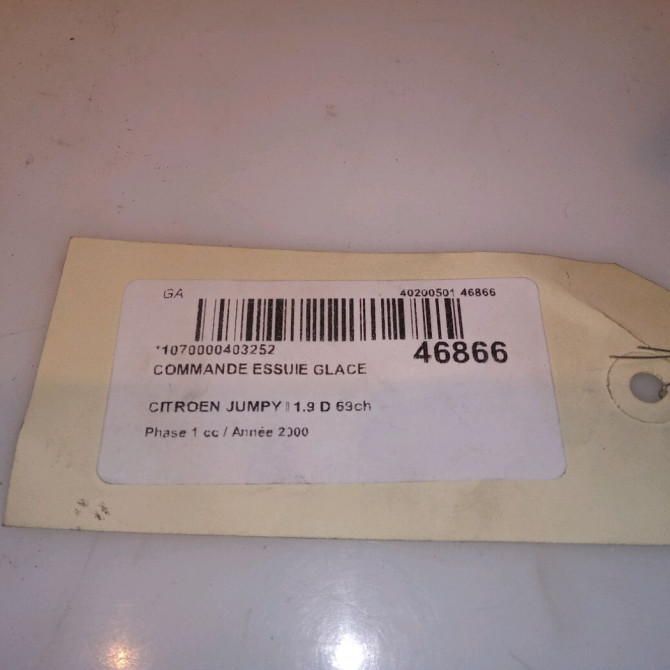 GA 40200501 46866
*1070000403252 46866
COMMANDE ESSUIE GLACE
CITROEN JUMPY I 1.9 D 69ch
Phase 1 cc / Année 2000